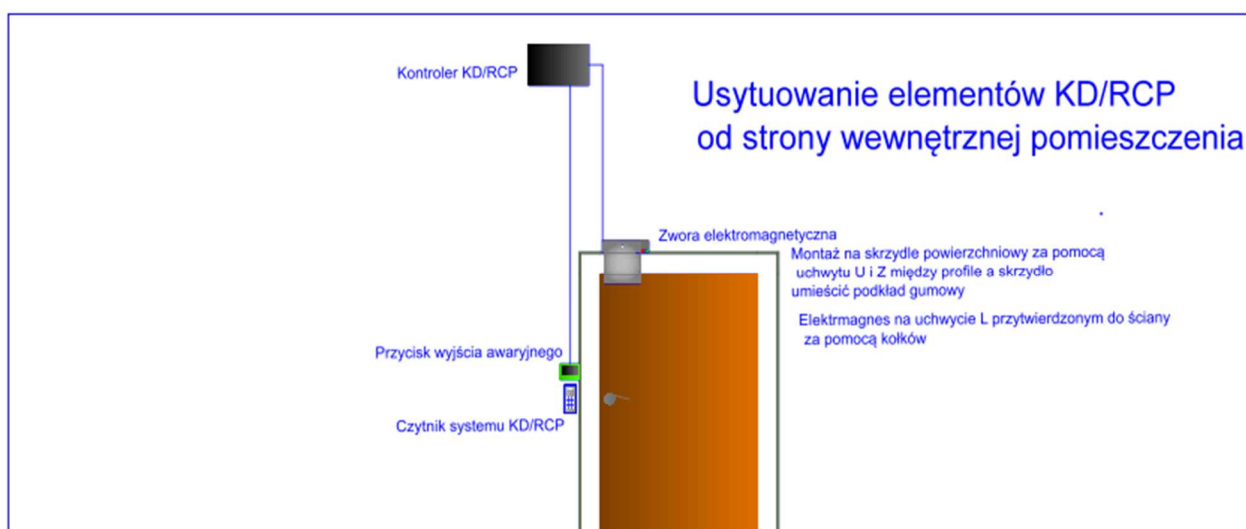 Kontroler KD/RCP
Usytuowanie elementów KD/RCP
od strony wewnętrznej pomieszczenia
Zwora elektromagnetyczna
Montaż na skrzydle powierzchniowy za pomocą
uchwytu U i Z między profile a skrzydło
umieścić podkład gumowy
Elektrmagnes na uchwycie L przytwierdzonym do ściany
za pomocą kołków
Przycisk wyjścia awaryjnego
Czytnik systemu KD/RCP